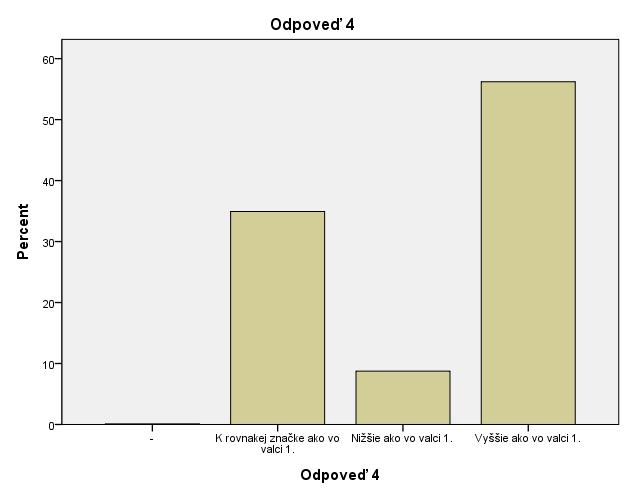 Odpoveď 4
Percent
60
50
40
30
20
10
0
-
K rovnakej značke ako vo
valci 1.
Nižšie ako vo valci 1.
Vyššie ako vo valci 1.
Odpoveď 4